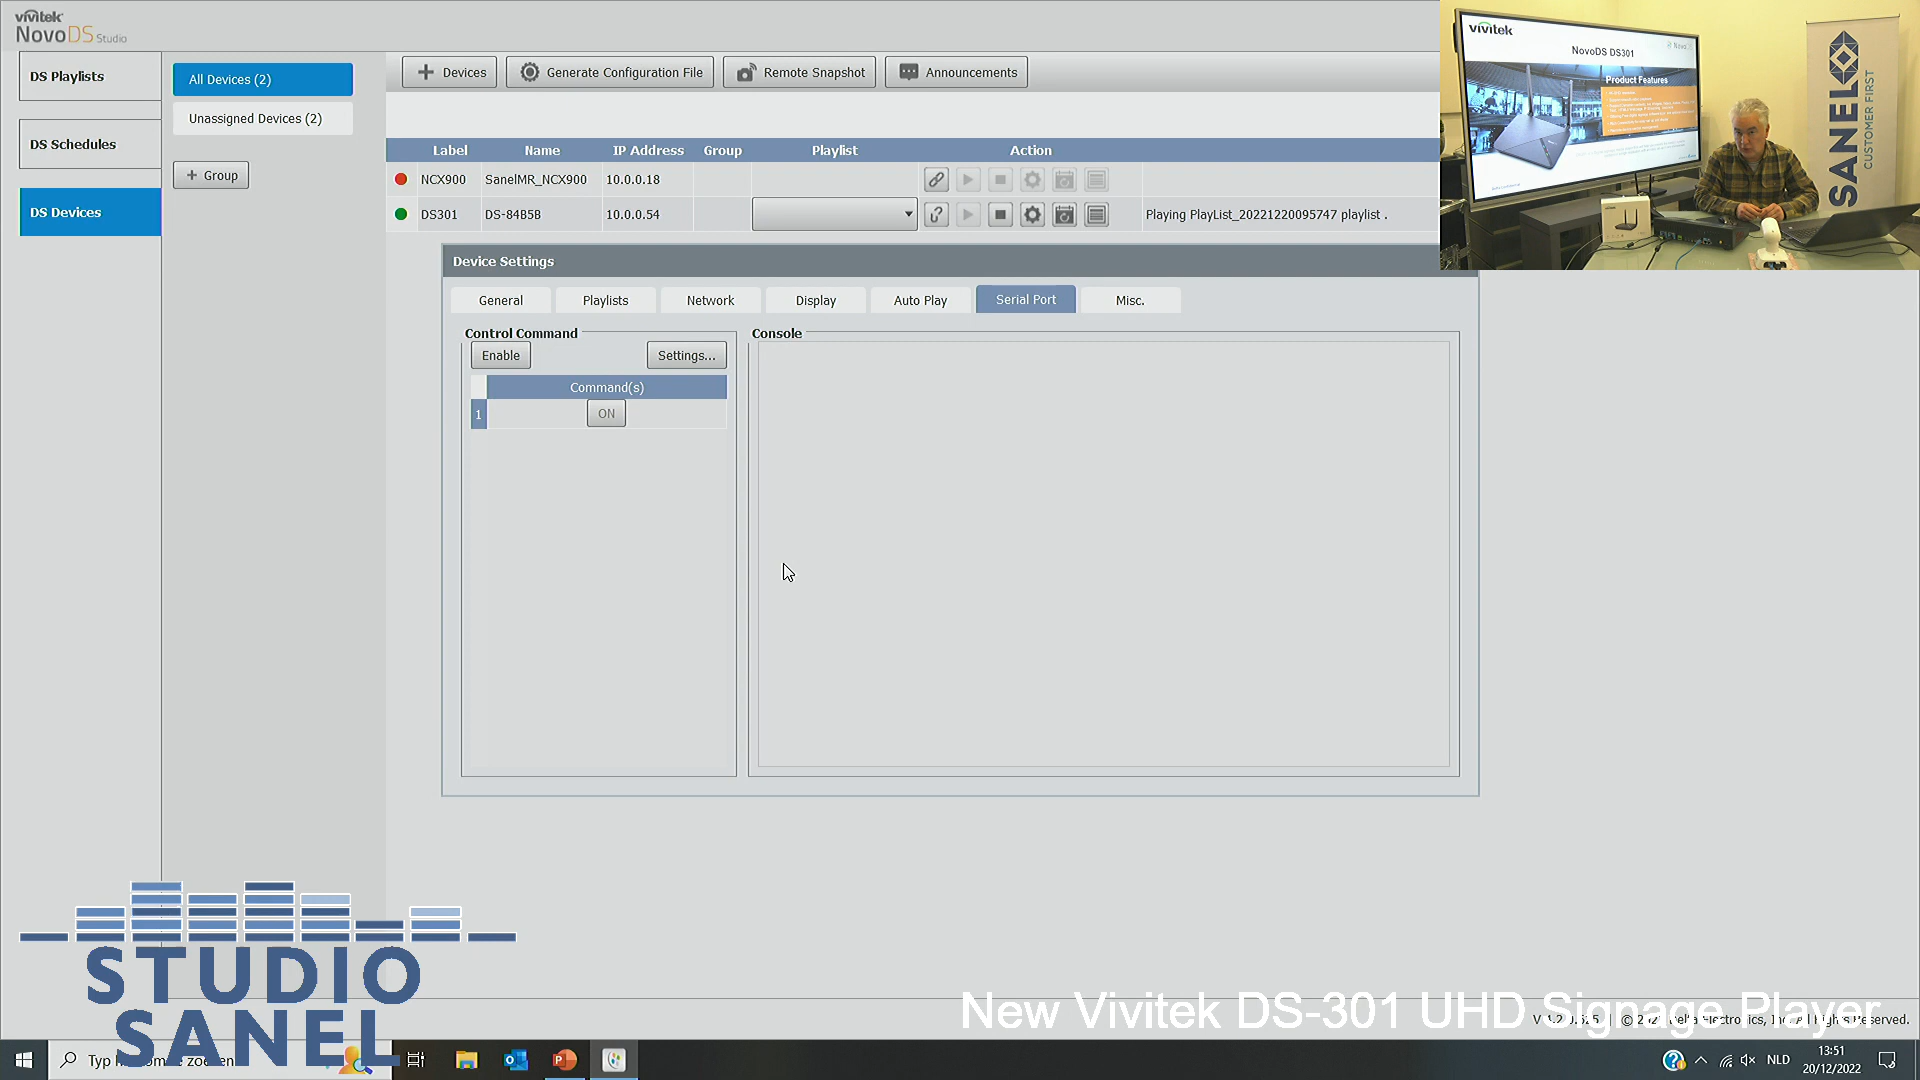 vivitek
NovoDS Studio
DS Playlists
DS Schedules
DS Devices
All Devices (2)
Unassigned Devices (2)
+ Group
+ Devices
Generate Configuration File
Remote Snapshot
Announcements
Label Name IP Address Group Playlist Action
NCX900 SanelMR_NCX900 10.0.0.18
DS301 DS-84B5B 10.0.0.54 Playing PlayList_20221220095747 playlist .
Device Settings
General Playlists Network Display Auto Play Serial Port Misc.
Control Command
Enable Settings...
Command(s)
1 ON
Console
vivitek
NovoDS DS301
Product Features
SANEL
CUSTOMER FIRST
STUDIO
SANEL
New Vivitek DS-301 UHD Signage Player
Electronics, Reserved.
Typ zoeken
NLD
13:51
20/12/2022